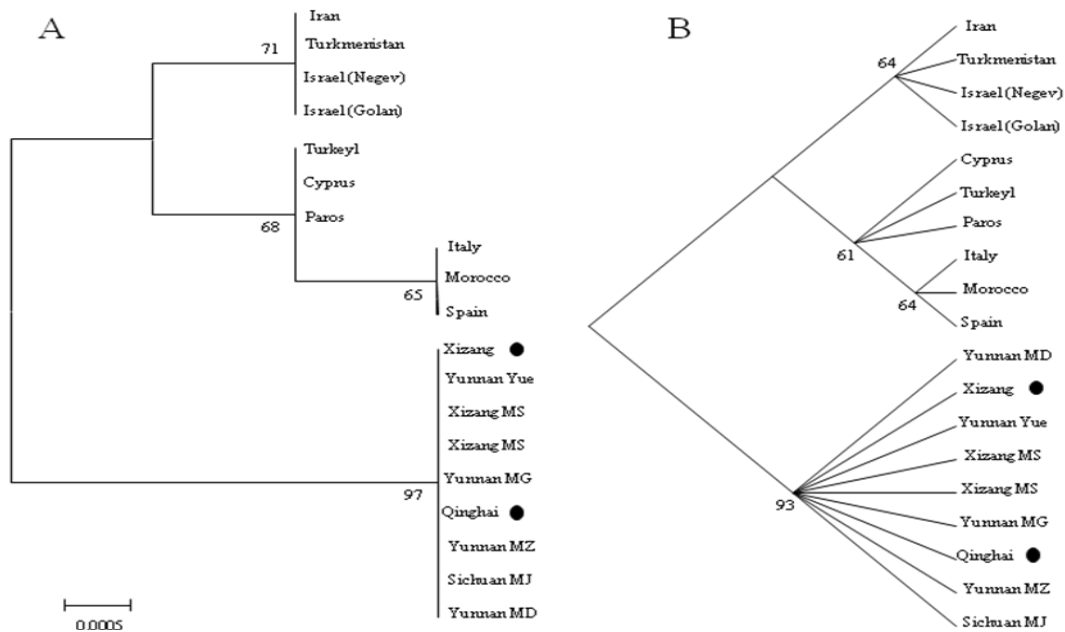 A
Iran
71
Turkmenistan
Israel (Negev)
Israel (Golan)
Turkeyl
Cyprus
68
Paros
Italy
Morocco
65
Spain
Xizang
Yunnan Yue
Xizang MS
Xizang MS
Yunnan MG
97
Qinghai
Yunnan MZ
Sichuan MJ
Yunnan MD
0.0005
B
Iran
64
Turkmenistan
Israel (Negev)
Israel (Golan)
Cyprus
Turkeyl
Paros
61
Italy
Morocco
64
Spain
Yunnan MD
Xizang
Yunnan Yue
Xizang MS
Xizang MS
93
Yunnan MG
Qinghai
Yunnan MZ
Sichuan MJ